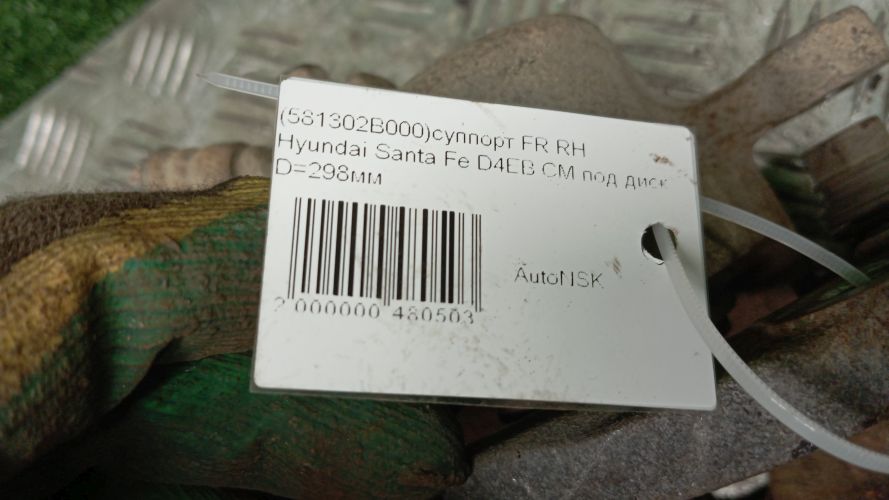 (581302B000)суппорт FR RH
Hyundai Santa Fe D4EB CM под диск
D=298мм
AutoNSK
2 000000 480503